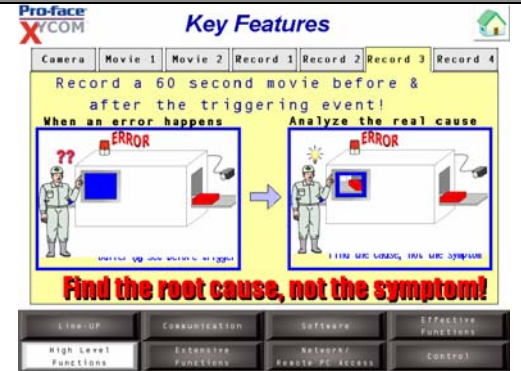 Pro-face
XYCOM
Key Features
Camera Movie 1 Movie 2 Record 1 Record 2 Record 3 Record 4
Record a 60 second movie before &
after the triggering event!
When an error happens
Analyze the real cause
ERROR
??
ERROR
Find the cause, not the symptom
Find the root cause, not the symptom!
Line-UP Communication Software Effective
Functions
High Level
Functions
Extensive
Functions
Network/
Remote PC Access
Control